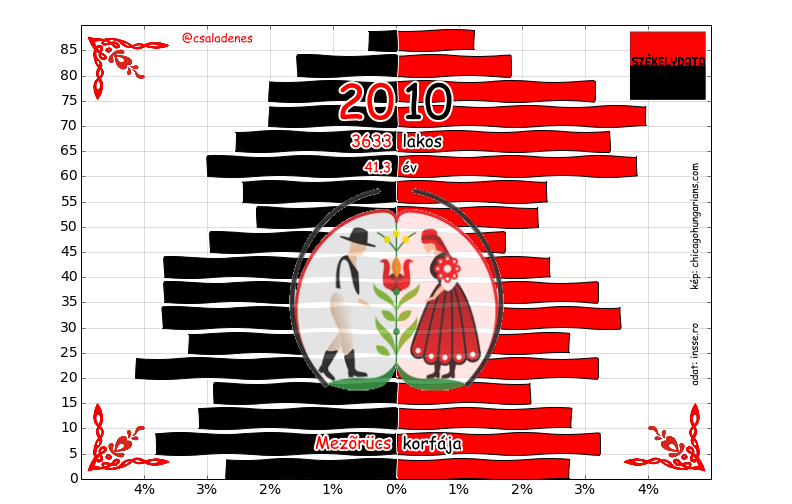 @csaladenes
SZÉKELYDATA
2010
3633 lakos
41.3 év
kép: chicagohungarians.com
adat: insse.ro
Mezőrücs korfája
85
80
75
70
65
60
55
50
45
40
35
30
25
20
15
10
5
0
4% 3% 2% 1% 0% 1% 2% 3% 4%